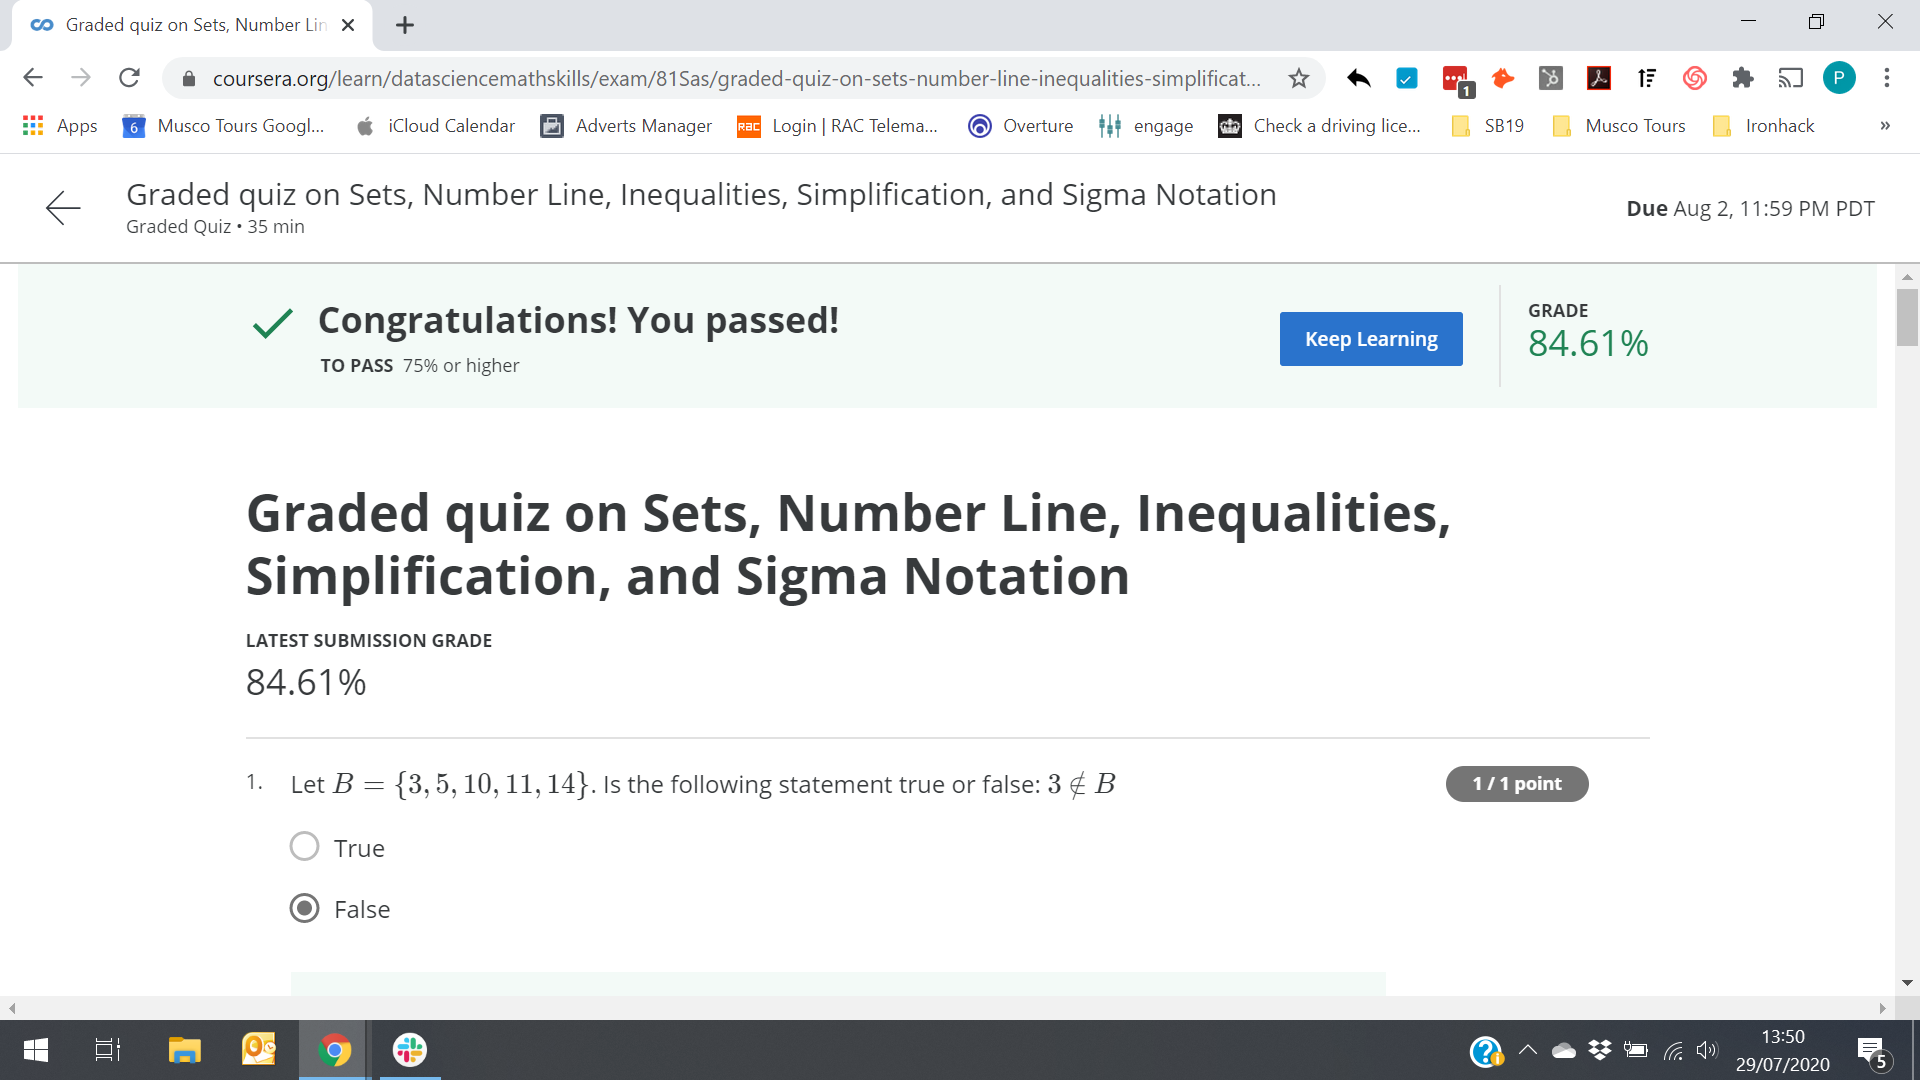 Graded quiz on Sets, Number Lin
coursera.org/learn/datasciencemathskills/exam/81Sas/graded-quiz-on-sets-number-line-inequalities-simplificat...
1
P
Apps
6
Musco Tours Googl...
iCloud Calendar
Adverts Manager
RAC
Login | RAC Telema...
Overture
engage
Check a driving lice...
SB19
Musco Tours
Ironhack
»
Graded quiz on Sets, Number Line, Inequalities, Simplification, and Sigma Notation
Graded Quiz • 35 min
Due Aug 2, 11:59 PM PDT
Congratulations! You passed!
TO PASS 75% or higher
Keep Learning
GRADE
84.61%
Graded quiz on Sets, Number Line, Inequalities,
Simplification, and Sigma Notation
LATEST SUBMISSION GRADE
84.61%
1. Let B = {3, 5, 10, 11, 14}. Is the following statement true or false: 3 ∉ B
1 / 1 point
True
False
13:50
29/07/2020
5